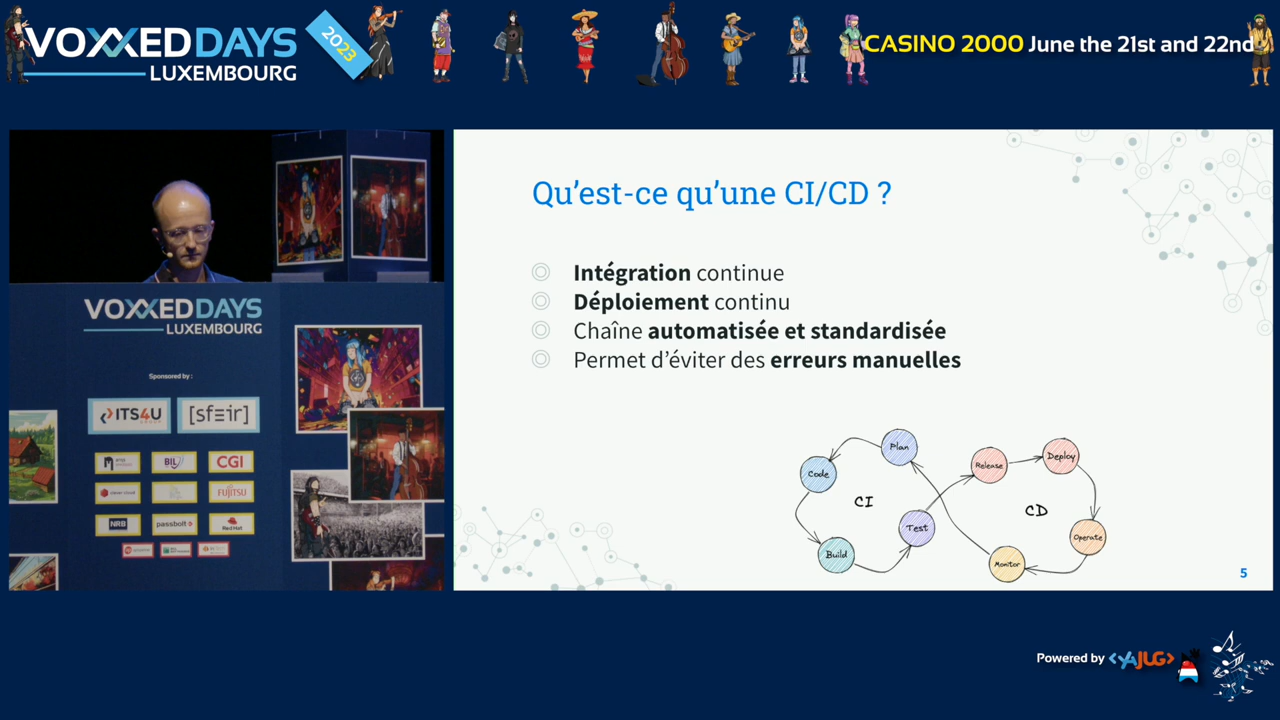 VOXXEDDAYS
LUXEMBOURG
2023
CASINO 2000 June the 21st and 22nd
VOXXEDDAYS
LUXEMBOURG
Sponsored by :
ITS4U
[sfeir]
BIL
CGI
FUJITSU
NRB
passbolt
Red Hat
Qu'est-ce qu'une CI/CD ?
Intégration continue
Déploiement continu
Chaîne automatisée et standardisée
Permet d'éviter des erreurs manuelles
Plan
Code
CI
Build
Test
Release
Deploy
CD
Operate
Monitor
5
Powered by <YAJUG>